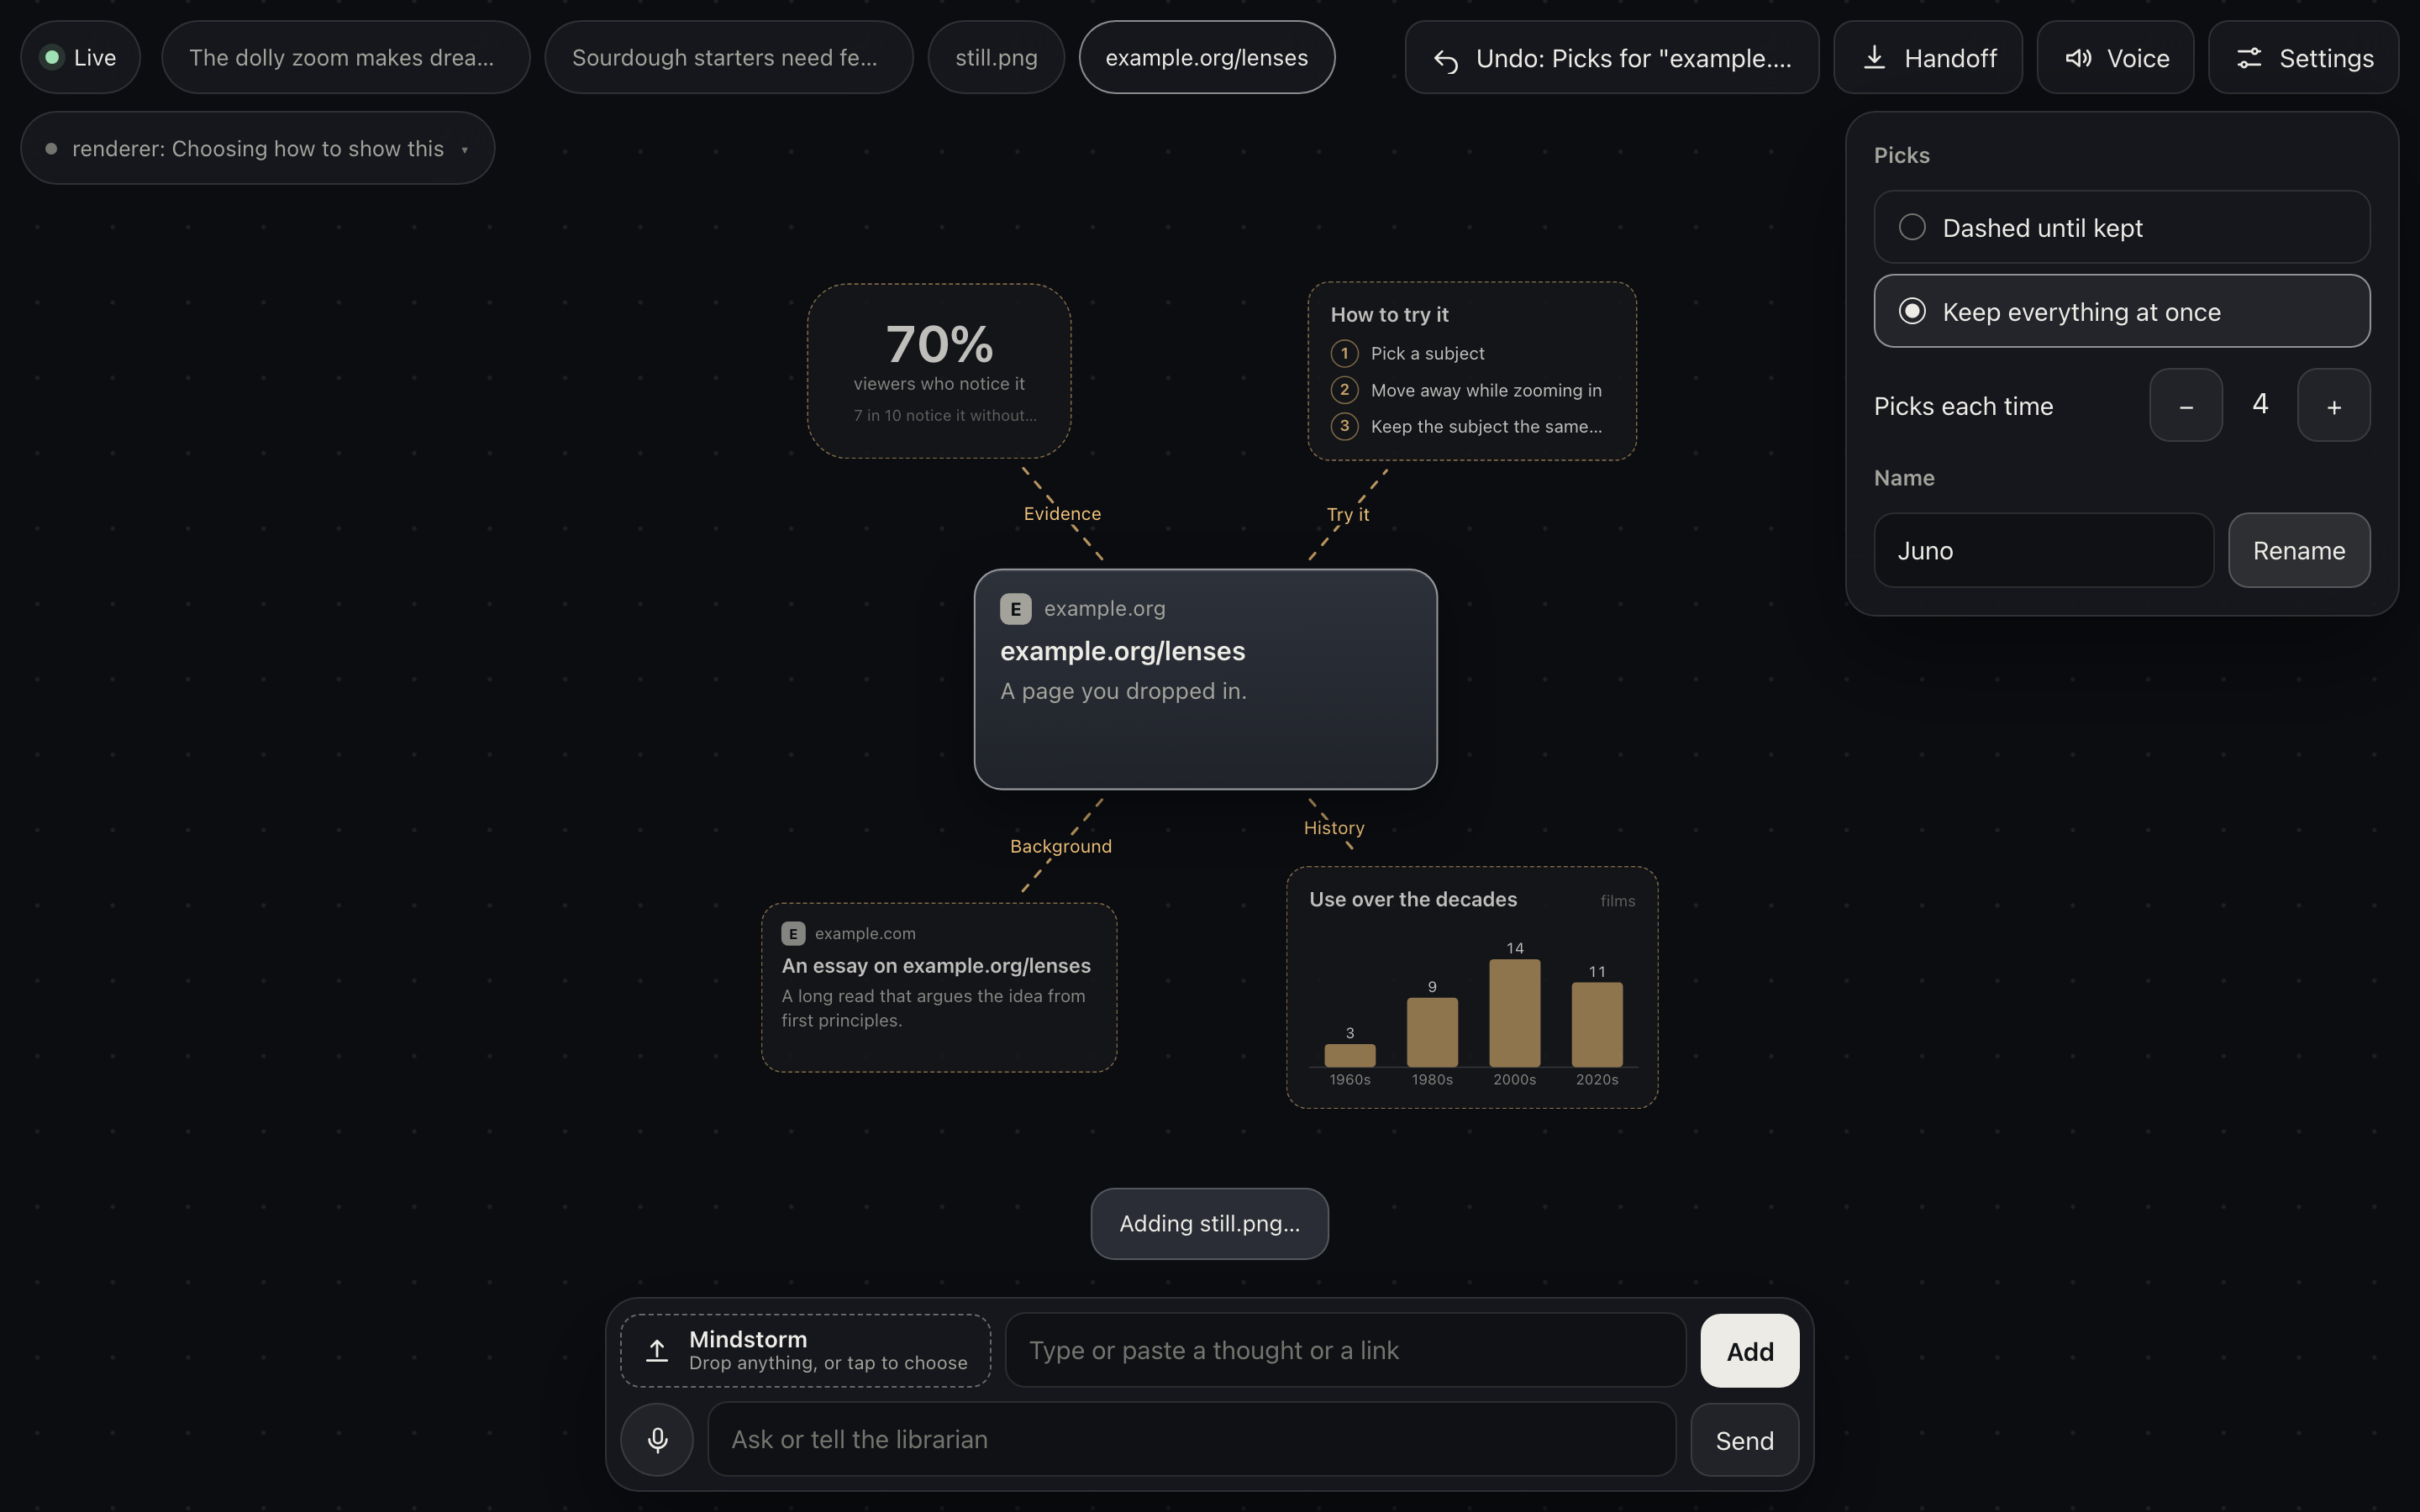 Live
The dolly zoom makes drea...
Sourdough starters need fe...
still.png
example.org/lenses
Undo: Picks for "example....
Handoff
Voice
Settings
renderer: Choosing how to show this
Picks
Dashed until kept
Keep everything at once
Picks each time
− 4 +
Name
Juno
Rename
70%
viewers who notice it
7 in 10 notice it without...
How to try it
1 Pick a subject
2 Move away while zooming in
3 Keep the subject the same...
Evidence
Try it
E example.org
example.org/lenses
A page you dropped in.
Background
History
E example.com
An essay on example.org/lenses
A long read that argues the idea from
first principles.
Use over the decades
films
3 9 14 11
1960s 1980s 2000s 2020s
Adding still.png...
Mindstorm
Drop anything, or tap to choose
Type or paste a thought or a link
Add
Ask or tell the librarian
Send